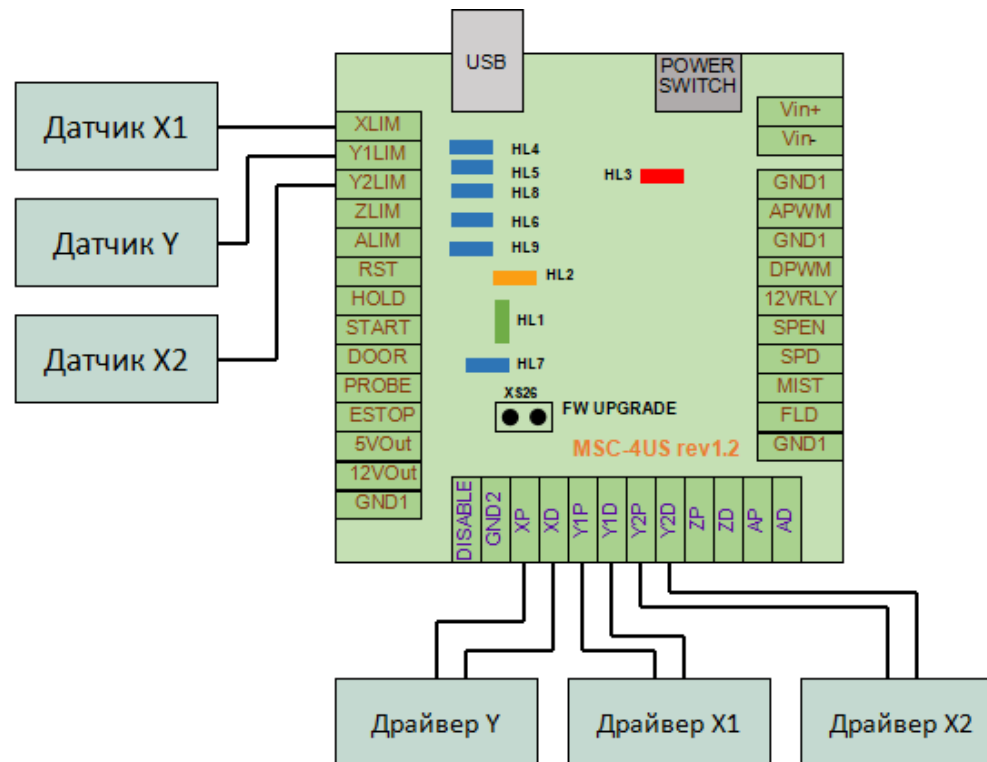 USB
POWER
SWITCH
Датчик X1
Датчик Y
Датчик X2
XLIM
Y1LIM
Y2LIM
ZLIM
ALIM
RST
HOLD
START
DOOR
PROBE
ESTOP
5VOut
12VOut
GND1
HL4
HL5
HL8
HL6
HL9
HL2
HL1
HL7
HL3
XS26
FW UPGRADE
MSC-4US rev1.2
Vin+
Vin-
GND1
APWM
GND1
DPWM
12VRLY
SPEN
SPD
MIST
FLD
GND1
DISABLE
GND2
XP
XD
Y1P
Y1D
Y2P
Y2D
ZP
ZD
AP
AD
Драйвер Y
Драйвер X1
Драйвер X2